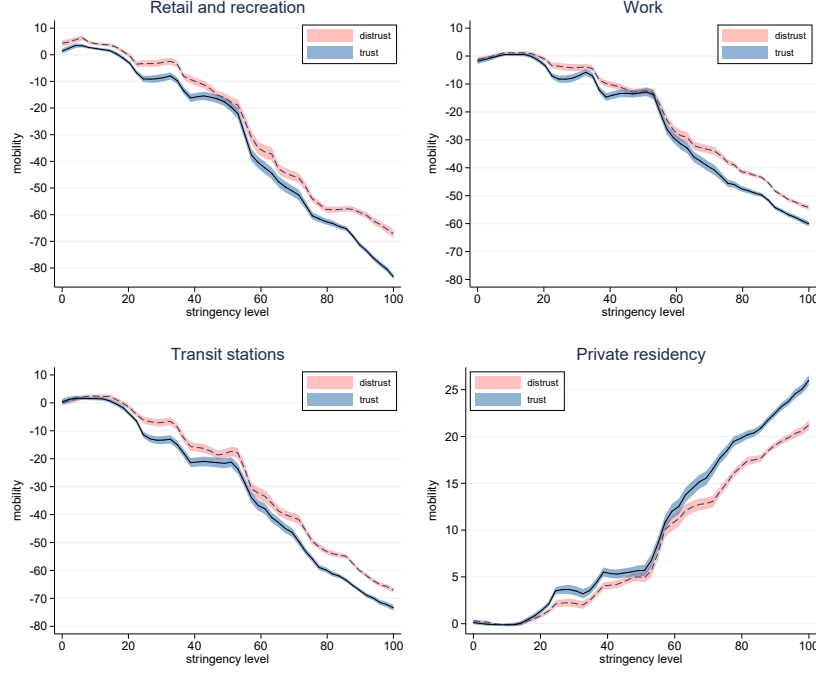 Retail and recreation
10
0
-10
-20
-30
-40
-50
-60
-70
-80
mobility
0 20 40 60 80 100
stringency level
distrust
trust
Work
10
0
-10
-20
-30
-40
-50
-60
-70
-80
mobility
0 20 40 60 80 100
stringency level
distrust
trust
Transit stations
10
0
-10
-20
-30
-40
-50
-60
-70
-80
mobility
0 20 40 60 80 100
stringency level
distrust
trust
Private residency
25
20
15
10
5
0
mobility
0 20 40 60 80 100
stringency level
distrust
trust